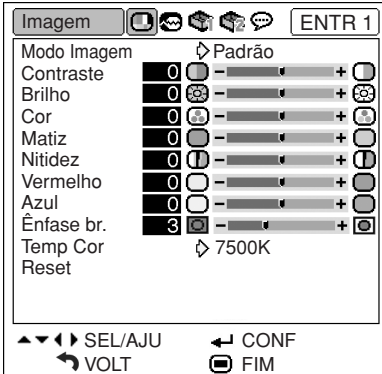 Imagem ENTR 1
Modo Imagem Padrão
Contraste 0 - +
Brilho 0 - +
Cor 0 - +
Matiz 0 - +
Nitidez 0 - +
Vermelho 0 - +
Azul 0 - +
Ênfase br. 3 - +
Temp Cor 7500K
Reset
SEL/AJU CONF
VOLT FIM